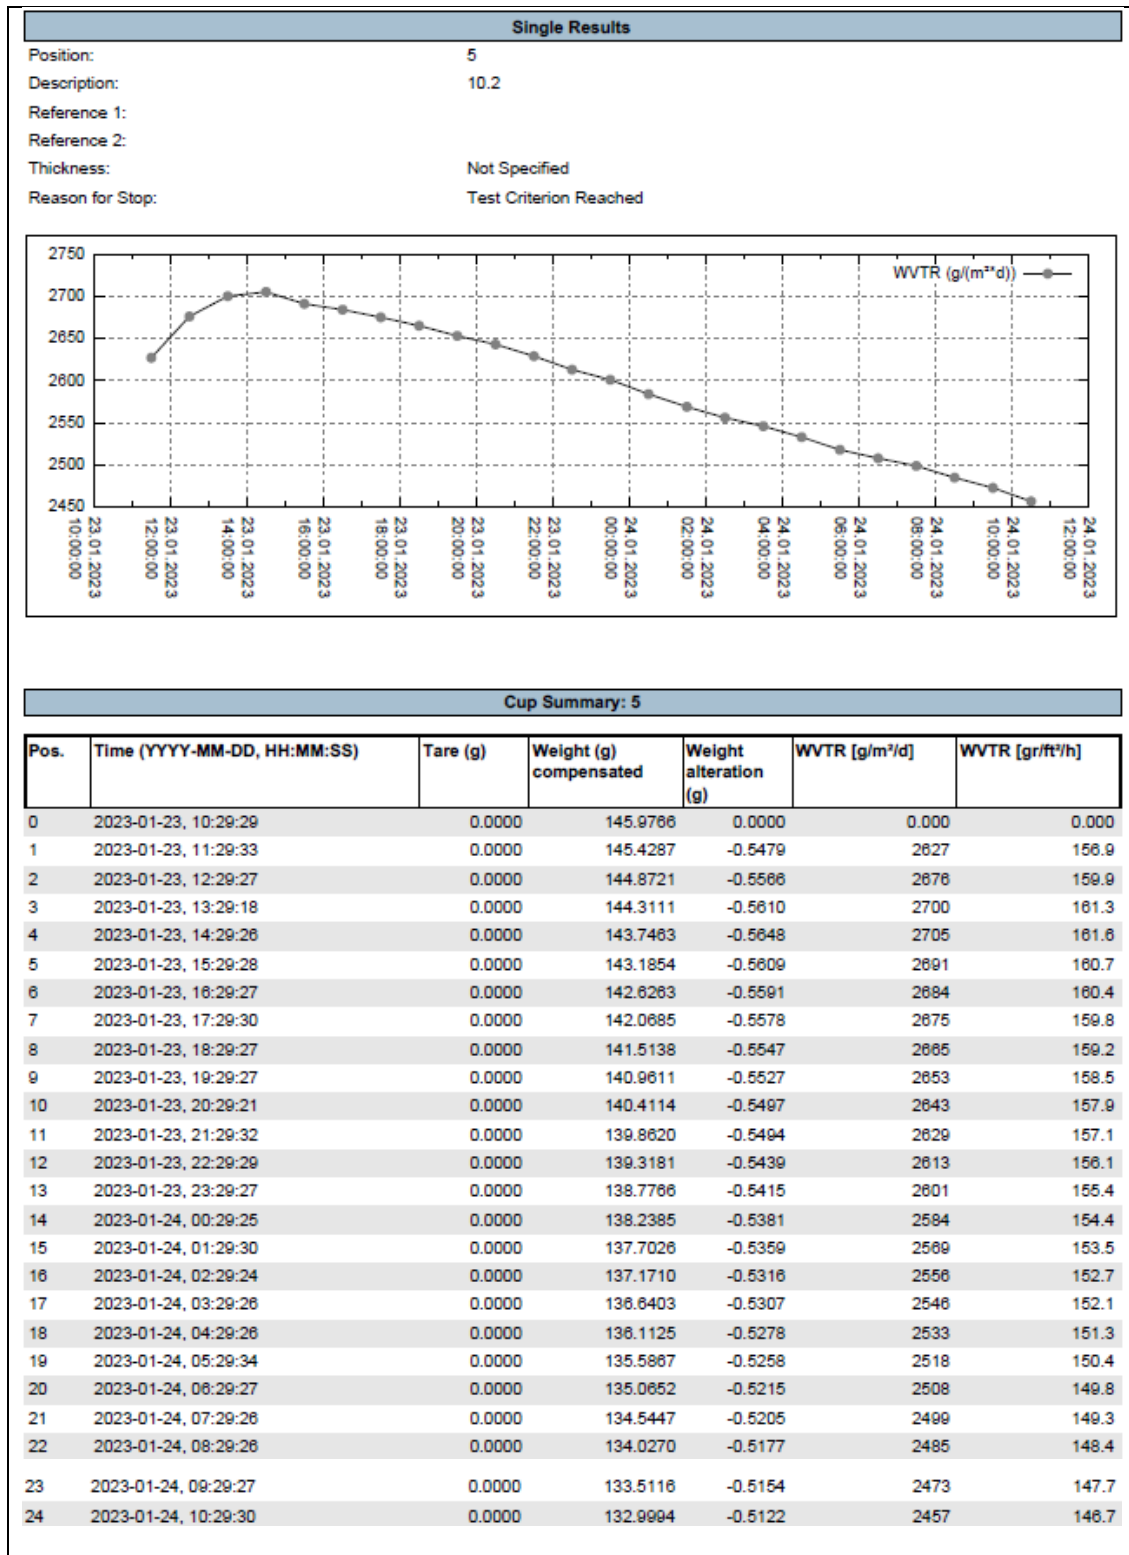 Single Results
Position: 5
Description: 10.2
Reference 1:
Reference 2:
Thickness: Not Specified
Reason for Stop: Test Criterion Reached
WVTR (g/(m²*d))
2750
2700
2650
2600
2550
2500
2450
23.01.2023 10:00:00
23.01.2023 12:00:00
23.01.2023 14:00:00
23.01.2023 16:00:00
23.01.2023 18:00:00
23.01.2023 20:00:00
23.01.2023 22:00:00
24.01.2023 00:00:00
24.01.2023 02:00:00
24.01.2023 04:00:00
24.01.2023 06:00:00
24.01.2023 08:00:00
24.01.2023 10:00:00
24.01.2023 12:00:00
Cup Summary: 5
Pos. Time (YYYY-MM-DD, HH:MM:SS) Tare (g) Weight (g) compensated Weight alteration (g) WVTR [g/m²/d] WVTR [gr/ft²/h]
0 2023-01-23, 10:29:29 0.0000 145.9766 0.0000 0.000 0.000
1 2023-01-23, 11:29:33 0.0000 145.4287 -0.5479 2627 156.9
2 2023-01-23, 12:29:27 0.0000 144.8721 -0.5566 2676 159.9
3 2023-01-23, 13:29:18 0.0000 144.3111 -0.5610 2700 161.3
4 2023-01-23, 14:29:26 0.0000 143.7463 -0.5648 2705 161.6
5 2023-01-23, 15:29:28 0.0000 143.1854 -0.5609 2691 160.7
6 2023-01-23, 16:29:27 0.0000 142.6263 -0.5591 2684 160.4
7 2023-01-23, 17:29:30 0.0000 142.0685 -0.5578 2675 159.8
8 2023-01-23, 18:29:27 0.0000 141.5138 -0.5547 2665 159.2
9 2023-01-23, 19:29:27 0.0000 140.9611 -0.5527 2653 158.5
10 2023-01-23, 20:29:21 0.0000 140.4114 -0.5497 2643 157.9
11 2023-01-23, 21:29:32 0.0000 139.8620 -0.5494 2629 157.1
12 2023-01-23, 22:29:29 0.0000 139.3181 -0.5439 2613 156.1
13 2023-01-23, 23:29:27 0.0000 138.7766 -0.5415 2601 155.4
14 2023-01-24, 00:29:25 0.0000 138.2385 -0.5381 2584 154.4
15 2023-01-24, 01:29:30 0.0000 137.7026 -0.5359 2569 153.5
16 2023-01-24, 02:29:24 0.0000 137.1710 -0.5316 2556 152.7
17 2023-01-24, 03:29:26 0.0000 136.6403 -0.5307 2546 152.1
18 2023-01-24, 04:29:26 0.0000 136.1125 -0.5278 2533 151.3
19 2023-01-24, 05:29:34 0.0000 135.5867 -0.5258 2518 150.4
20 2023-01-24, 06:29:27 0.0000 135.0652 -0.5215 2508 149.8
21 2023-01-24, 07:29:26 0.0000 134.5447 -0.5205 2499 149.3
22 2023-01-24, 08:29:26 0.0000 134.0270 -0.5177 2485 148.4
23 2023-01-24, 09:29:27 0.0000 133.5116 -0.5154 2473 147.7
24 2023-01-24, 10:29:30 0.0000 132.9994 -0.5122 2457 146.7